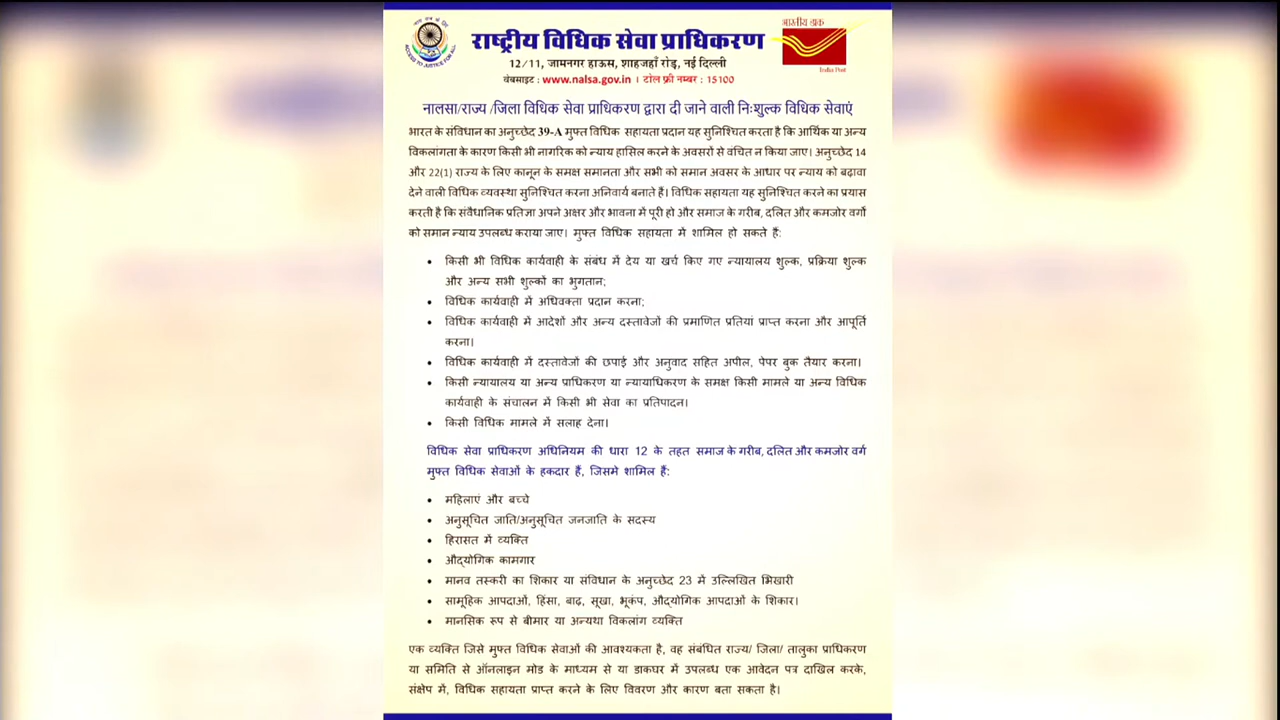 राष्ट्रीय विधिक सेवा प्राधिकरण
भारतीय डाक
India Post
ACCESS TO JUSTICE FOR ALL
12/11, जामनगर हाऊस, शाहजहाँ रोड़, नई दिल्ली
वेबसाइट : www.nalsa.gov.in । टोल फ्री नम्बर : 15100
नालसा/राज्य /जिला विधिक सेवा प्राधिकरण द्वारा दी जाने वाली निःशुल्क विधिक सेवाएं
भारत के संविधान का अनुच्छेद 39-A मुफ्त विधिक सहायता प्रदान यह सुनिश्चित करता है कि आर्थिक या अन्य
विकलांगता के कारण किसी भी नागरिक को न्याय हासिल करने के अवसरों से वंचित न किया जाए। अनुच्छेद 14
और 22(1) राज्य के लिए कानून के समक्ष समानता और सभी को समान अवसर के आधार पर न्याय को बढ़ावा
देने वाली विधिक व्यवस्था सुनिश्चित करना अनिवार्य बनाते हैं। विधिक सहायता यह सुनिश्चित करने का प्रयास
करती है कि संवैधानिक प्रतिज्ञा अपने अक्षर और भावना में पूरी हो और समाज के गरीब, दलित और कमजोर वर्गों
को समान न्याय उपलब्ध कराया जाए। मुफ्त विधिक सहायता में शामिल हो सकते हैं:
• किसी भी विधिक कार्यवाही के संबंध में देय या खर्च किए गए न्यायालय शुल्क, प्रक्रिया शुल्क
और अन्य सभी शुल्कों का भुगतान;
• विधिक कार्यवाही में अधिवक्ता प्रदान करना;
• विधिक कार्यवाही में आदेशों और अन्य दस्तावेजों की प्रमाणित प्रतियां प्राप्त करना और आपूर्ति
करना।
• विधिक कार्यवाही में दस्तावेजों की छपाई और अनुवाद सहित अपील, पेपर बुक तैयार करना।
• किसी न्यायालय या अन्य प्राधिकरण या न्यायाधिकरण के समक्ष किसी मामले या अन्य विधिक
कार्यवाही के संचालन में किसी भी सेवा का प्रतिपादन।
• किसी विधिक मामले में सलाह देना।
विधिक सेवा प्राधिकरण अधिनियम की धारा 12 के तहत समाज के गरीब, दलित और कमजोर वर्ग
मुफ्त विधिक सेवाओं के हकदार हैं, जिसमे शामिल हैं:
• महिलाएं और बच्चे
• अनुसूचित जाति/अनुसूचित जनजाति के सदस्य
• हिरासत में व्यक्ति
• औद्योगिक कामगार
• मानव तस्करी का शिकार या संविधान के अनुच्छेद 23 में उल्लिखित भिखारी
• सामूहिक आपदाओं, हिंसा, बाढ़, सूखा, भूकंप, औद्योगिक आपदाओं के शिकार।
• मानसिक रूप से बीमार या अन्यथा विकलांग व्यक्ति
एक व्यक्ति जिसे मुफ्त विधिक सेवाओं की आवश्यकता है, वह संबंधित राज्य/ जिला/ तालुका प्राधिकरण
या समिति से ऑनलाइन मोड के माध्यम से या डाकघर में उपलब्ध एक आवेदन पत्र दाखिल करके,
संक्षेप में, विधिक सहायता प्राप्त करने के लिए विवरण और कारण बता सकता है।